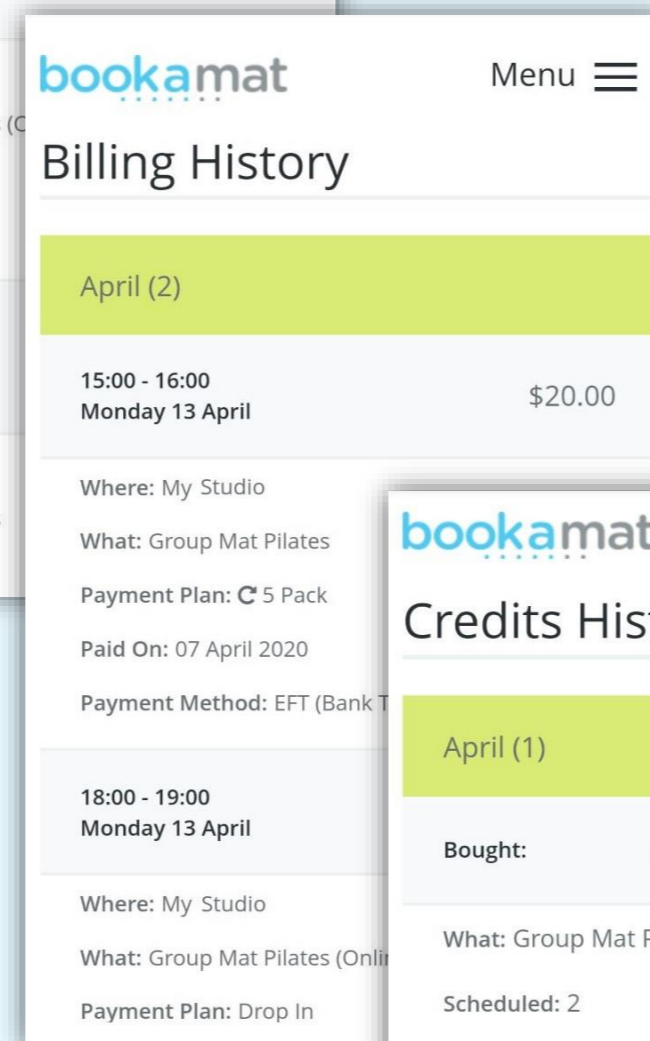 bookamat
Menu
Billing History
April (2)
15:00 - 16:00
Monday 13 April
$20.00
Where: My Studio
What: Group Mat Pilates
Payment Plan: 5 Pack
Paid On: 07 April 2020
Payment Method: EFT (Bank
18:00 - 19:00
Monday 13 April
Where: My Studio
What: Group Mat Pilates
Payment Plan: Drop In
bookamat
Credits
April (1)
Bought:
What: Group Mat
Scheduled: 2